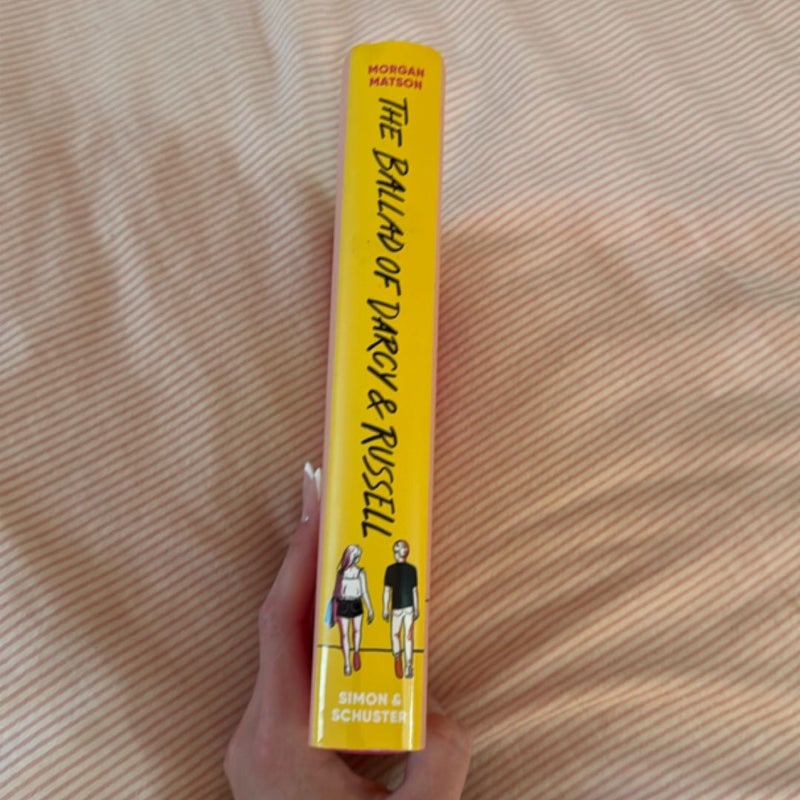 MORGAN
MATSON
THE BALLAD OF DARCY & RUSSELL
SIMON &
SCHUSTER